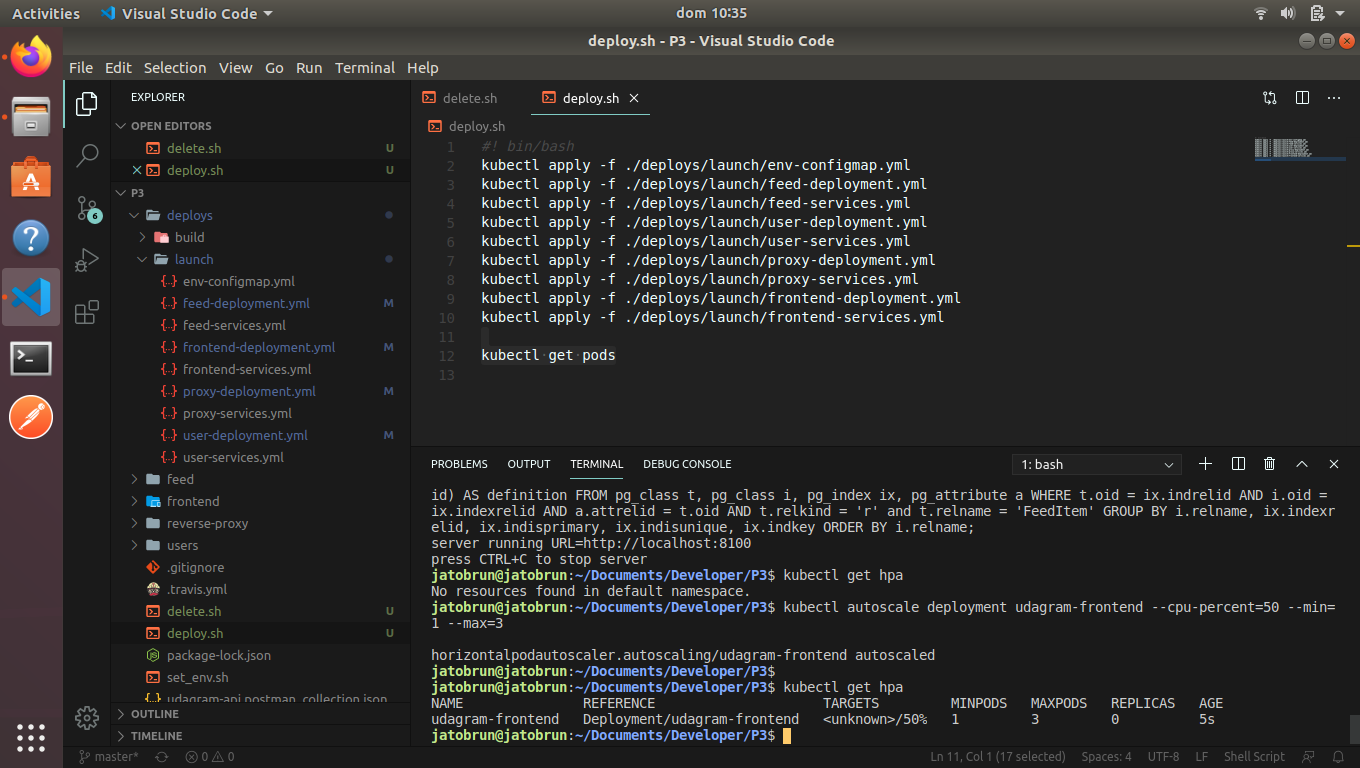 Activities Visual Studio Code dom 10:35
deploy.sh - P3 - Visual Studio Code
File Edit Selection View Go Run Terminal Help
EXPLORER
OPEN EDITORS
delete.sh U
deploy.sh U
P3
deploys
build
launch
env-configmap.yml
feed-deployment.yml M
feed-services.yml
frontend-deployment.yml M
frontend-services.yml
proxy-deployment.yml M
proxy-services.yml
user-deployment.yml M
user-services.yml
feed
frontend
reverse-proxy
users
.gitignore
.travis.yml
delete.sh U
deploy.sh U
package-lock.json
set_env.sh
udagram-api.postman_collection.json
OUTLINE
TIMELINE
6
delete.sh deploy.sh
deploy.sh
1 #! bin/bash
2 kubectl apply -f ./deploys/launch/env-configmap.yml
3 kubectl apply -f ./deploys/launch/feed-deployment.yml
4 kubectl apply -f ./deploys/launch/feed-services.yml
5 kubectl apply -f ./deploys/launch/user-deployment.yml
6 kubectl apply -f ./deploys/launch/user-services.yml
7 kubectl apply -f ./deploys/launch/proxy-deployment.yml
8 kubectl apply -f ./deploys/launch/proxy-services.yml
9 kubectl apply -f ./deploys/launch/frontend-deployment.yml
10 kubectl apply -f ./deploys/launch/frontend-services.yml
11
12 kubectl get pods
13
PROBLEMS OUTPUT TERMINAL DEBUG CONSOLE 1: bash
id) AS definition FROM pg_class t, pg_class i, pg_index ix, pg_attribute a WHERE t.oid = ix.indrelid AND i.oid =
ix.indexrelid AND a.attrelid = t.oid AND t.relkind = 'r' and t.relname = 'FeedItem' GROUP BY i.relname, ix.indexr
elid, ix.indisprimary, ix.indisunique, ix.indkey ORDER BY i.relname;
server running URL=http://localhost:8100
press CTRL+C to stop server
jatobrun@jatobrun:~/Documents/Developer/P3$ kubectl get hpa
No resources found in default namespace.
jatobrun@jatobrun:~/Documents/Developer/P3$ kubectl autoscale deployment udagram-frontend --cpu-percent=50 --min=
1 --max=3
horizontalpodautoscaler.autoscaling/udagram-frontend autoscaled
jatobrun@jatobrun:~/Documents/Developer/P3$
jatobrun@jatobrun:~/Documents/Developer/P3$ kubectl get hpa
NAME REFERENCE TARGETS MINPODS MAXPODS REPLICAS AGE
udagram-frontend Deployment/udagram-frontend <unknown>/50% 1 3 0 5s
jatobrun@jatobrun:~/Documents/Developer/P3$
master* 0 0 Ln 11, Col 1 (17 selected) Spaces: 4 UTF-8 LF Shell Script